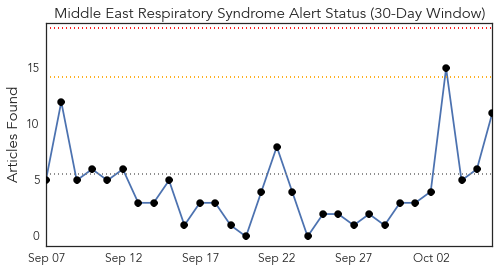 Middle East Respiratory Syndrome Alert Status (30-Day Window)
Articles Found
15
10
5
0
Sep 07 Sep 12 Sep 17 Sep 22 Sep 27 Oct 02